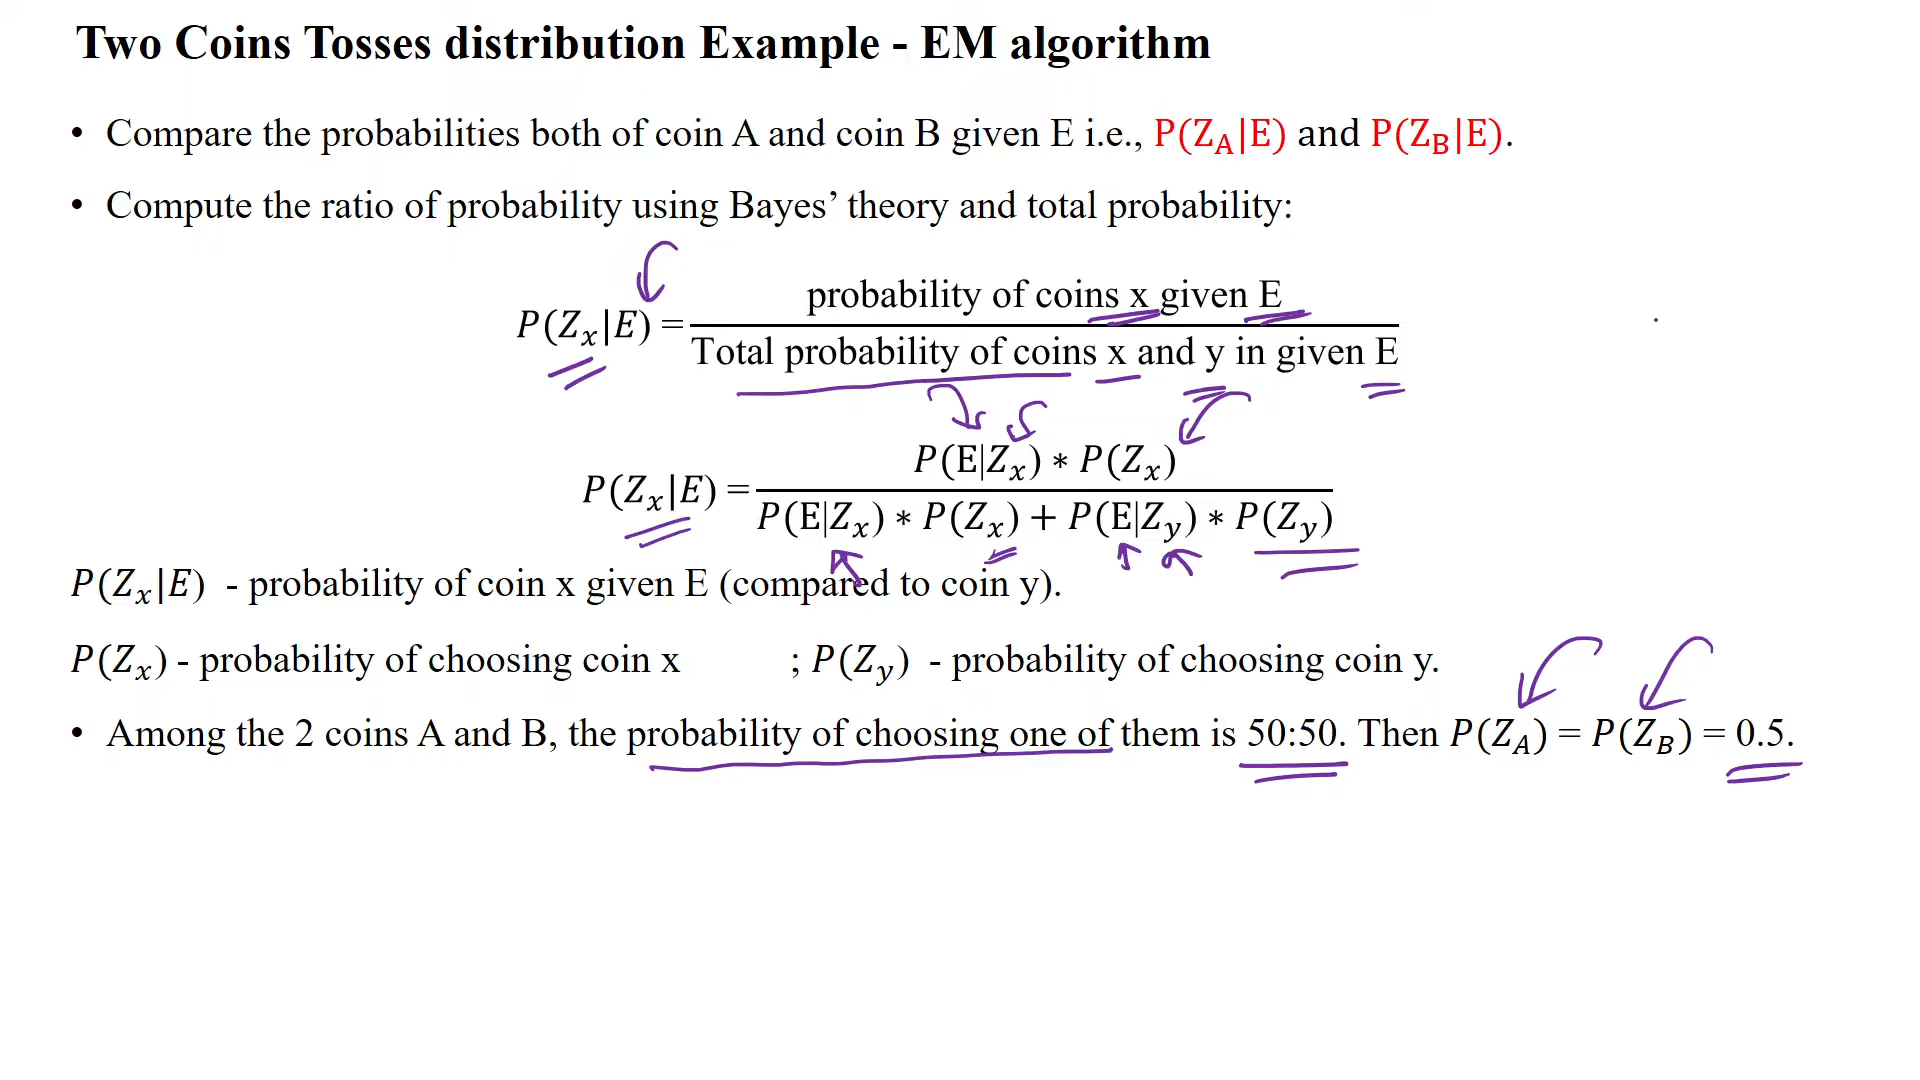 Two Coins Tosses distribution Example - EM algorithm
• Compare the probabilities both of coin A and coin B given E i.e., P(Z_A|E) and P(Z_B|E).
• Compute the ratio of probability using Bayes’ theory and total probability:
probability of coins x given E
P(Z_x|E) =
Total probability of coins x and y in given E
P(E|Z_x) ∗ P(Z_x)
P(Z_x|E) =
P(E|Z_x) ∗ P(Z_x) + P(E|Z_y) ∗ P(Z_y)
P(Z_x|E) - probability of coin x given E (compared to coin y).
P(Z_x) - probability of choosing coin x ; P(Z_y) - probability of choosing coin y.
• Among the 2 coins A and B, the probability of choosing one of them is 50:50. Then P(Z_A) = P(Z_B) = 0.5.